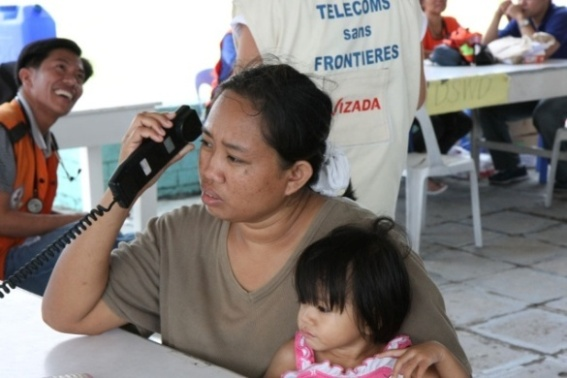 TELECOMS
sans
FRONTIERES
VIZADA
DSWD